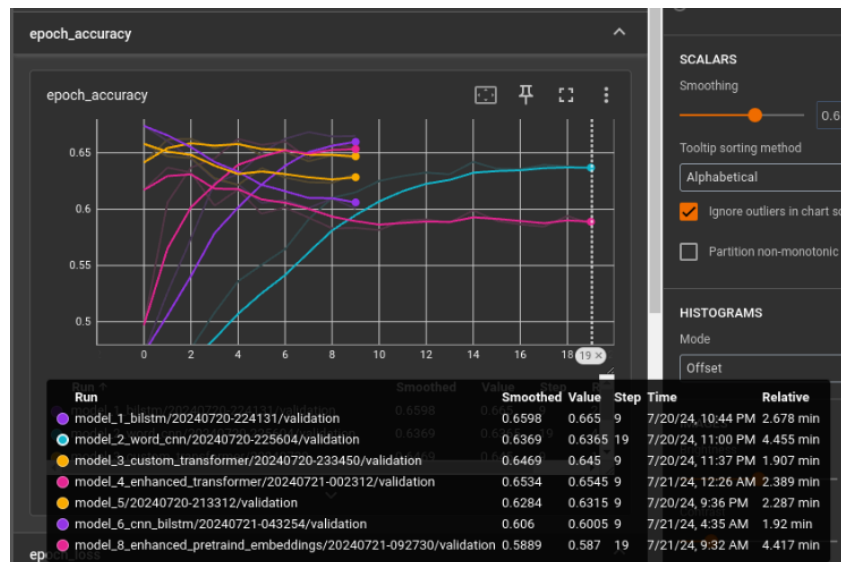 epoch_accuracy
epoch_accuracy
0.65
0.6
0.55
0.5
0 2 4 6 8 10 12 14 16 18 19 ×
SCALARS
Smoothing
0.6
Tooltip sorting method
Alphabetical
Ignore outliers in chart sc
Partition non-monotonic
HISTOGRAMS
Mode
Offset
Run ↑ Smoothed Value Step
Run Smoothed Value Step Time Relative
model_1_bilstm/20240720-224131/validation 0.6598 0.665 9 7/20/24, 10:44 PM 2.678 min
model_2_word_cnn/20240720-225604/validation 0.6369 0.6365 19 7/20/24, 11:00 PM 4.455 min
model_3_custom_transformer/20240720-233450/validation 0.6469 0.645 9 7/20/24, 11:37 PM 1.907 min
model_4_enhanced_transformer/20240721-002312/validation 0.6534 0.6545 9 7/21/24, 12:26 AM 2.389 min
model_5/20240720-213312/validation 0.6284 0.6315 9 7/20/24, 9:36 PM 2.287 min
model_6_cnn_bilstm/20240721-043254/validation 0.606 0.6005 9 7/21/24, 4:35 AM 1.92 min
model_8_enhanced_pretraind_embeddings/20240721-092730/validation 0.5889 0.587 19 7/21/24, 9:32 AM 4.417 min